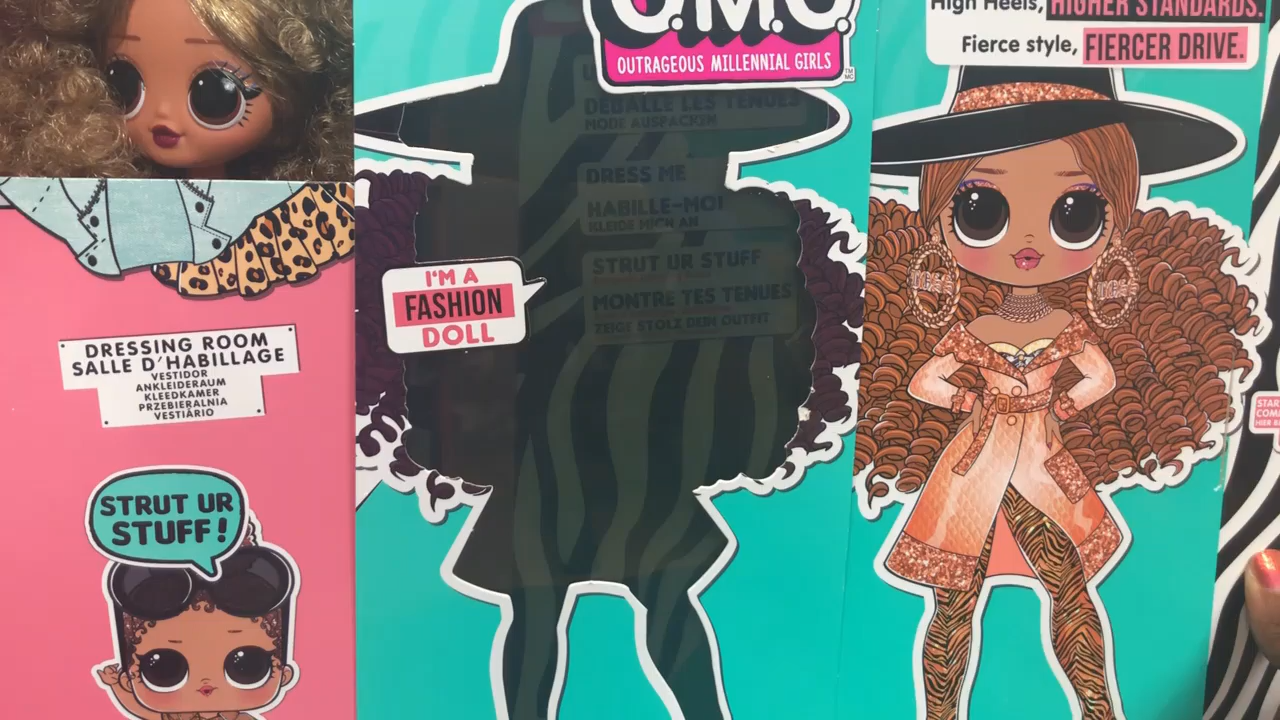 DRESSING ROOM
SALLE D'HABILLAGE
VESTIDOR
ANKLEIDERAUM
KLEEDKAMER
PRZEBIERALNIA
VESTIÁRIO
STRUT UR
STUFF!
O.M.G.
OUTRAGEOUS MILLENNIAL GIRLS
DÉBALLE LES TENUES
MODE AUSPACKEN
DRESS ME
HABILLE-MOI
KLEIDE MICH AN
STRUT UR STUFF
MONTRE TES TENUES
ZEIGE STOLZ DEIN OUTFIT
I'M A
FASHION
DOLL
High Heels, HIGHER STANDARDS.
Fierce style, FIERCER DRIVE.